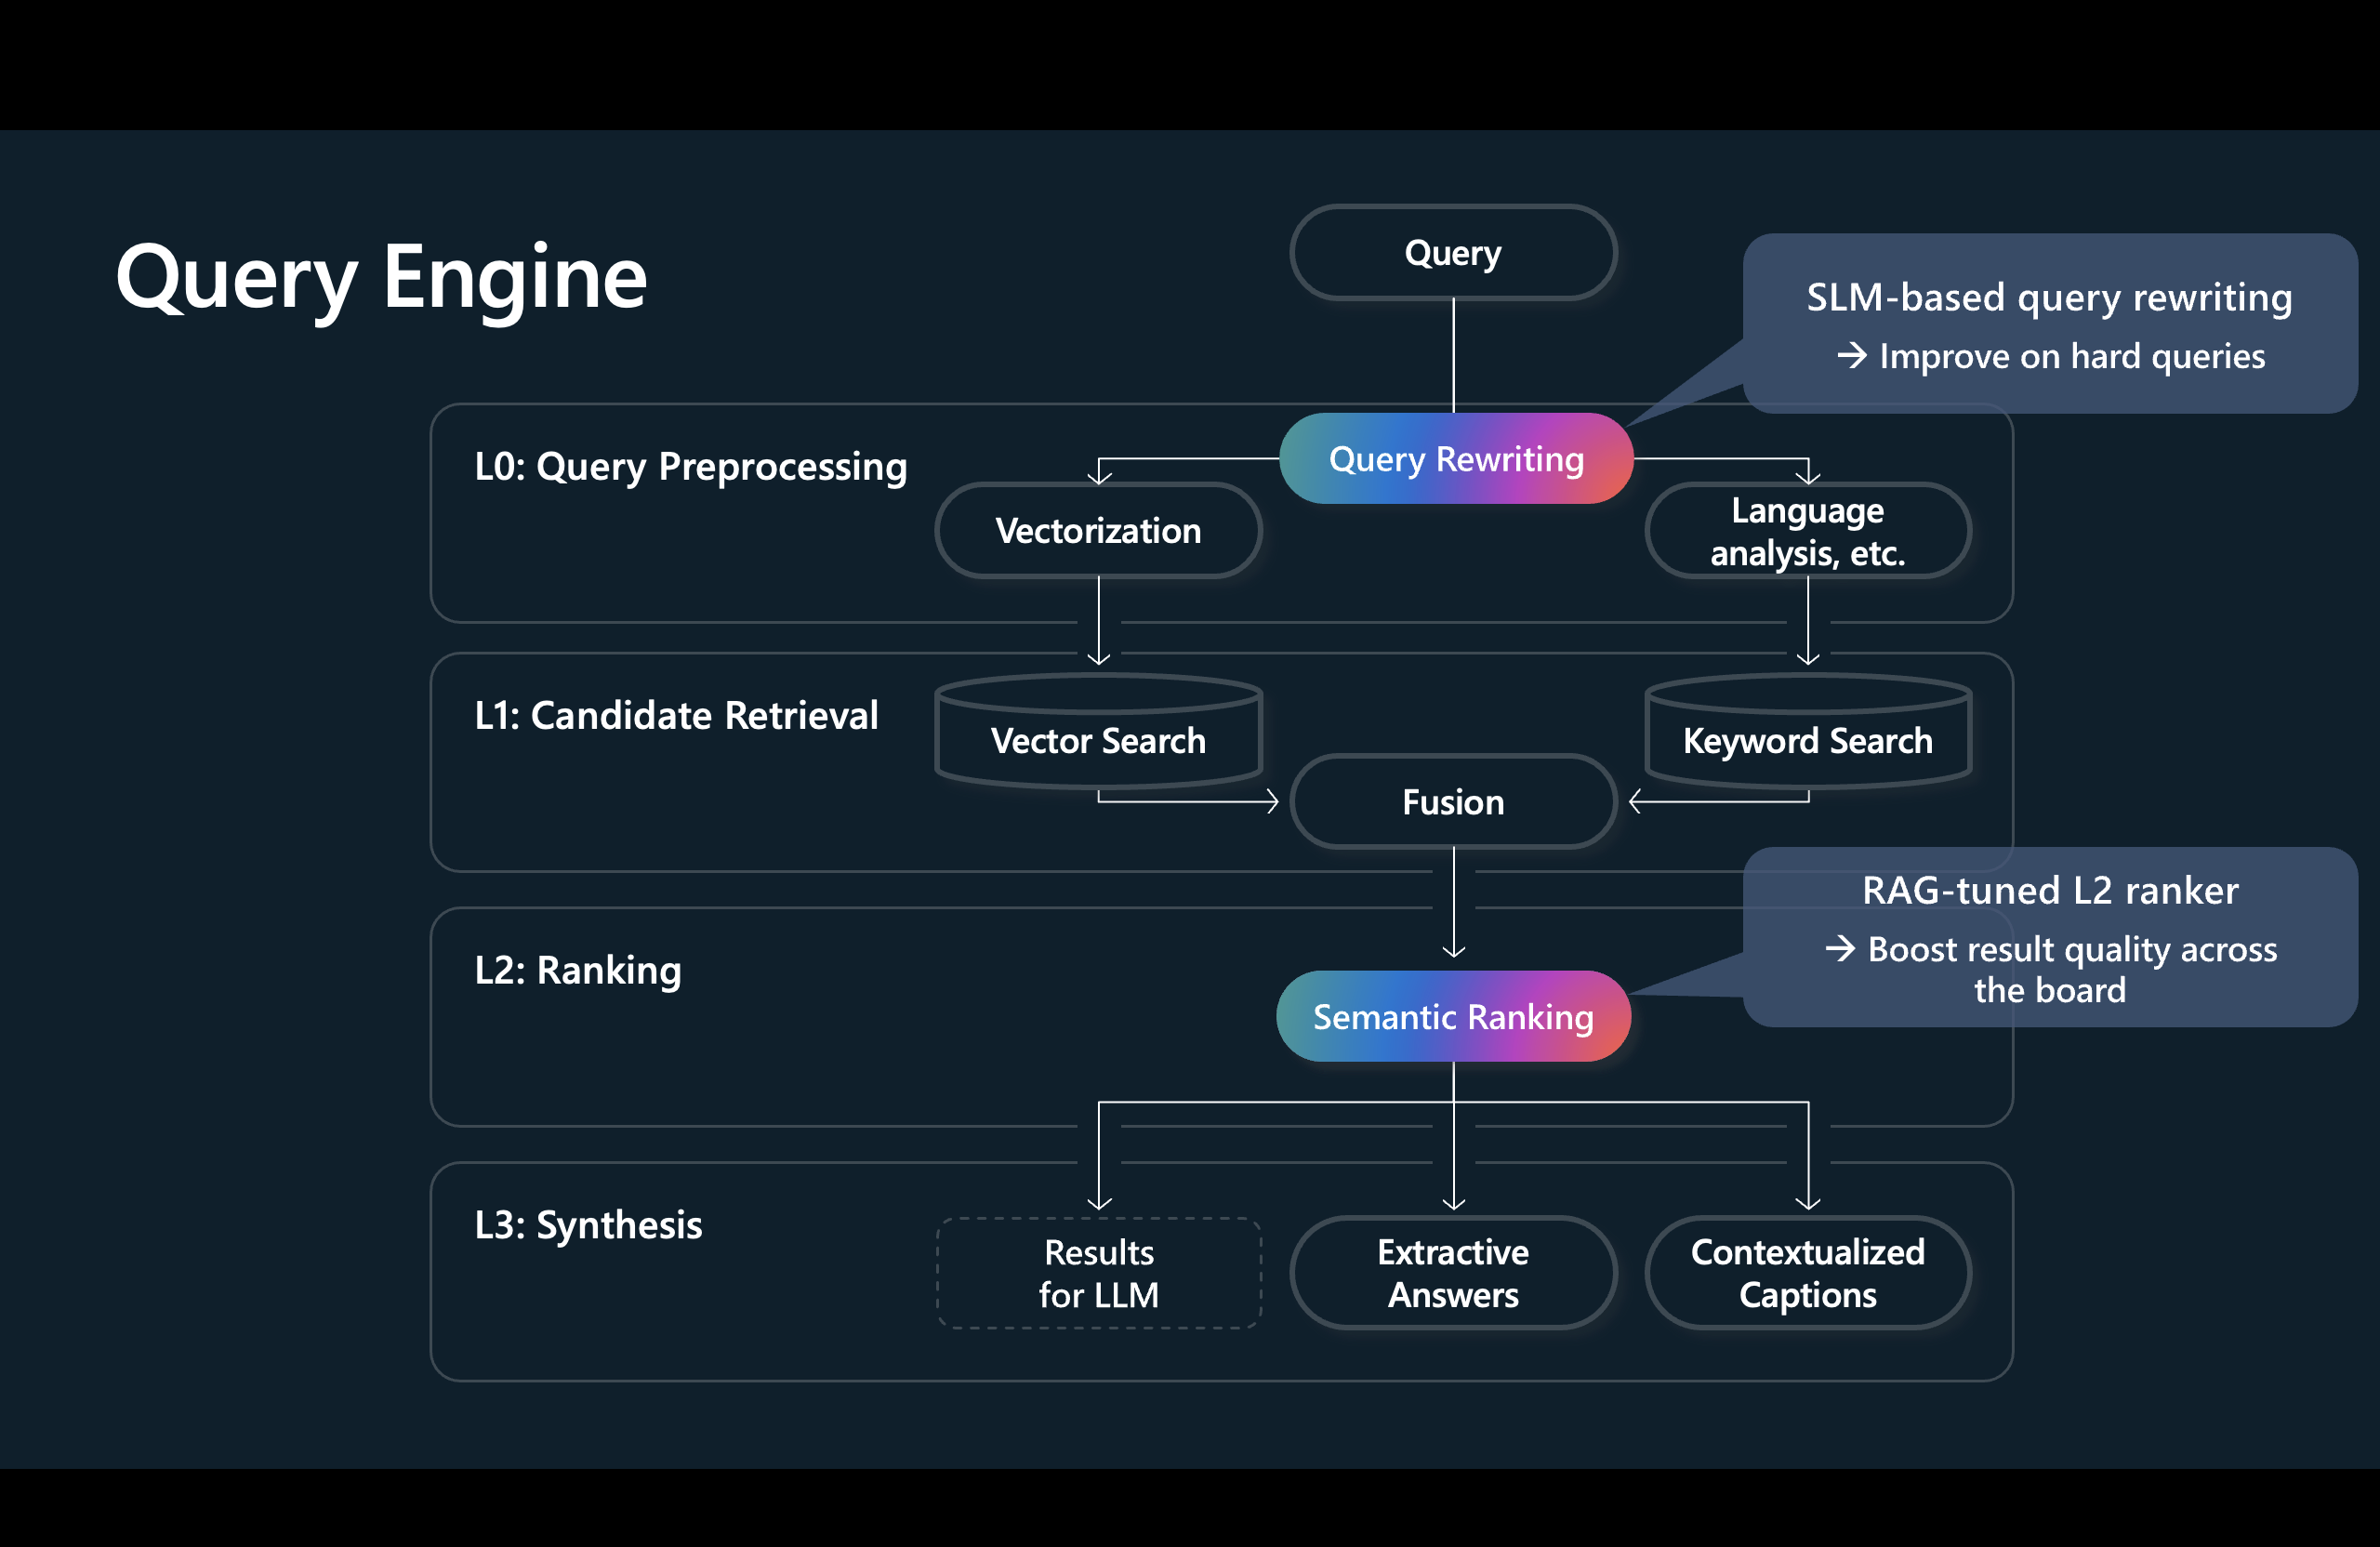 Query Engine
Query
SLM-based query rewriting
→ Improve on hard queries
L0: Query Preprocessing
Query Rewriting
Vectorization
Language
analysis, etc.
L1: Candidate Retrieval
Vector Search
Keyword Search
Fusion
RAG-tuned L2 ranker
→ Boost result quality across
the board
L2: Ranking
Semantic Ranking
L3: Synthesis
Results
for LLM
Extractive
Answers
Contextualized
Captions